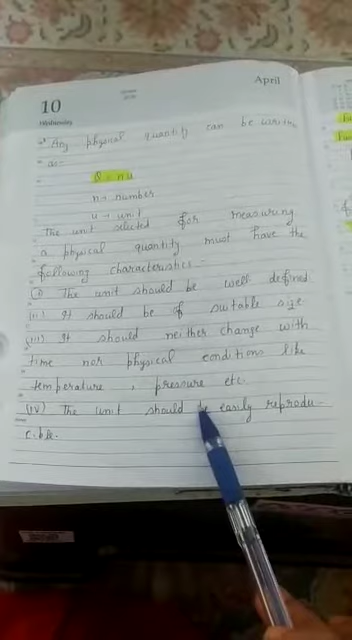 10
April
Wednesday
Any physical quantity can be written
as:-
Q = nu
n → number
u → unit
The unit selected for measuring
a physical quantity must have the
following characteristics:-
(i) The unit should be well defined
(ii) It should be of suitable size
(iii) It should neither change with
time nor physical conditions like
temperature, pressure etc.
(iv) The unit should be easily reprodu-
cible.